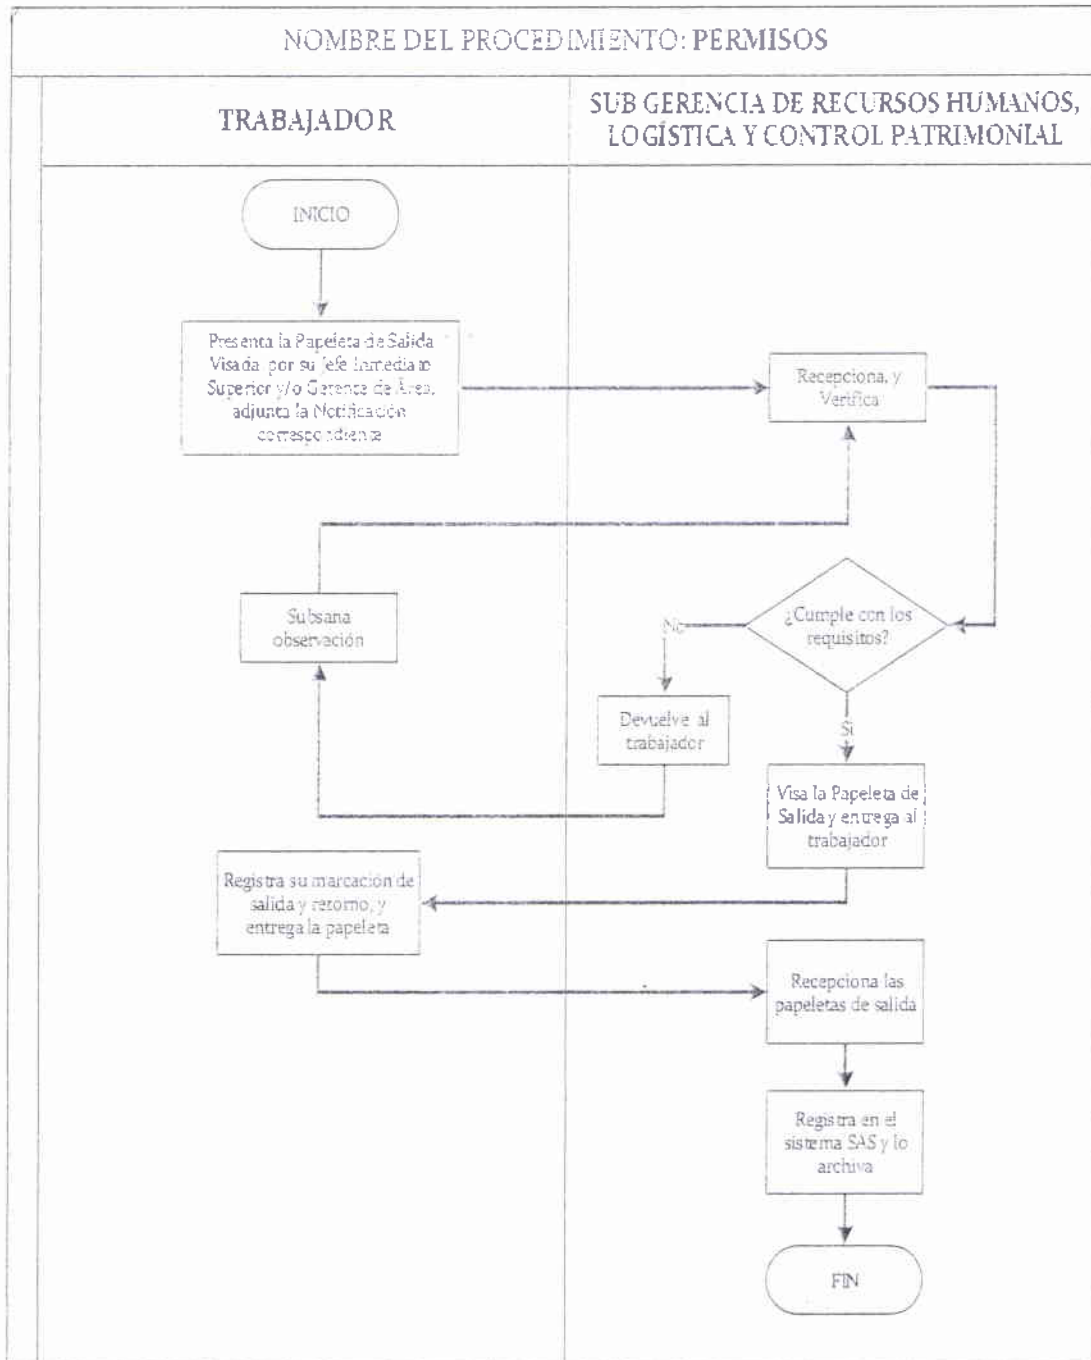 NOMBRE DEL PROCEDIMIENTO: PERMISOS
TRABAJADOR
SUB GERENCIA DE RECURSOS HUMANOS,
LOGÍSTICA Y CONTROL PATRIMONIAL
INICIO
Presenta la Papeleta de Salida
Visada por su Jefe Inmediato
Superior y/o Gerente de Área,
adjunta la Notificación
correspondiente
Recepciona, y
Verifica
Subsana
observación
¿Cumple con los
requisitos?
No
Devuelve al
trabajador
Si
Visa la Papeleta de
Salida y entrega al
trabajador
Registra su marcación de
salida y retorno, y
entrega la papeleta
Recepciona las
papeletas de salida
Registra en el
sistema SAS y lo
archiva
FIN